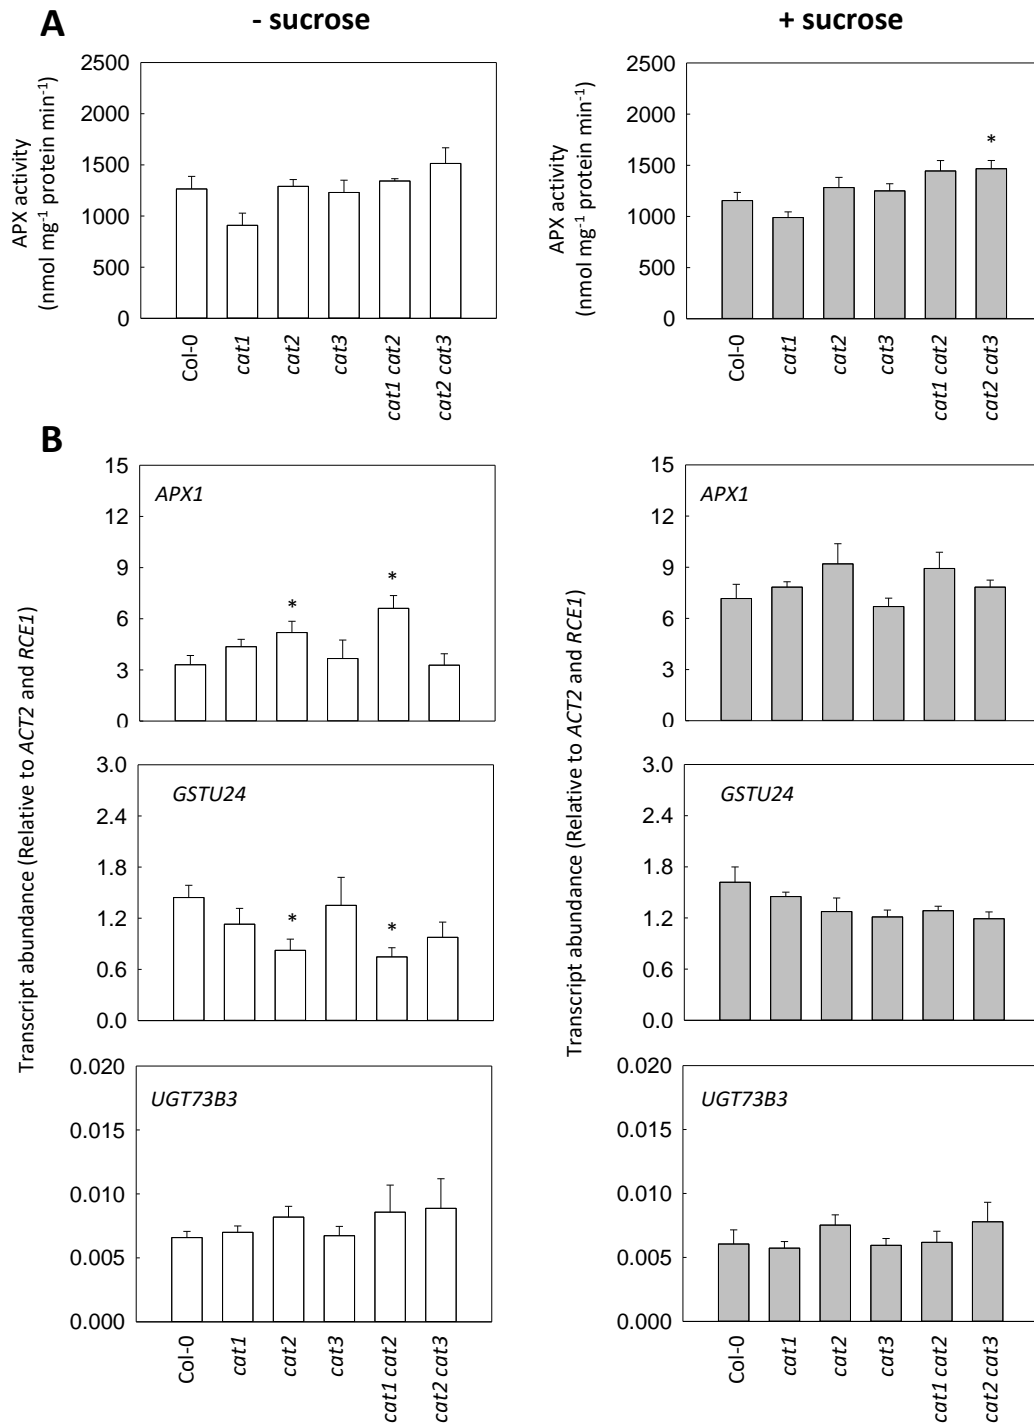 A
- sucrose
+ sucrose
APX activity
(nmol mg⁻¹ protein min⁻¹)
2500
2000
1500
1000
500
0
Col-0
cat1
cat2
cat3
cat1 cat2
cat2 cat3
APX activity
(nmol mg⁻¹ protein min⁻¹)
2500
2000
1500
1000
500
0
*
Col-0
cat1
cat2
cat3
cat1 cat2
cat2 cat3
B
Transcript abundance (Relative to ACT2 and RCE1)
APX1
15
12
9
6
3
0
*
*
GSTU24
3.0
2.4
1.8
1.2
0.6
0.0
*
*
UGT73B3
0.020
0.015
0.010
0.005
0.000
Col-0
cat1
cat2
cat3
cat1 cat2
cat2 cat3
Transcript abundance (Relative to ACT2 and RCE1)
APX1
15
12
9
6
3
0
GSTU24
3.0
2.4
1.8
1.2
0.6
0.0
UGT73B3
0.020
0.015
0.010
0.005
0.000
Col-0
cat1
cat2
cat3
cat1 cat2
cat2 cat3